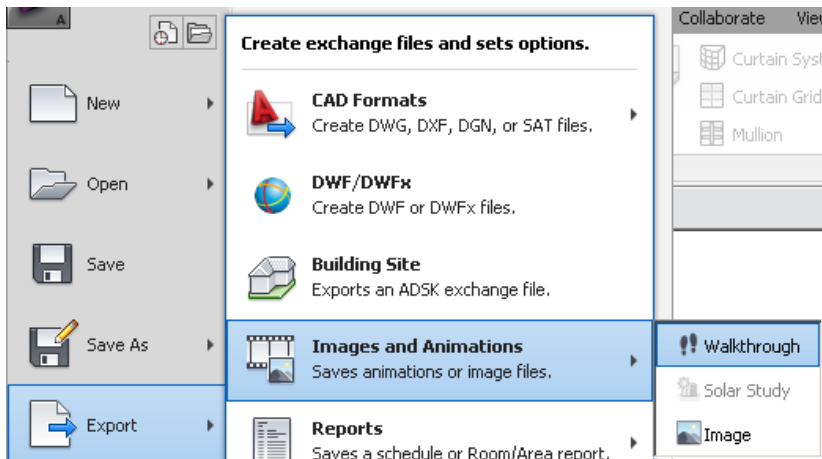 A
Create exchange files and sets options.
Collaborate
New
Open
Save
Save As
Export
CAD Formats
Create DWG, DXF, DGN, or SAT files.
DWF/DWFx
Create DWF or DWFx files.
Building Site
Exports an ADSK exchange file.
Images and Animations
Saves animations or image files.
Reports
Saves a schedule or Room/Area report.
Curtain Grid
Mullion
Walkthrough
Solar Study
Image